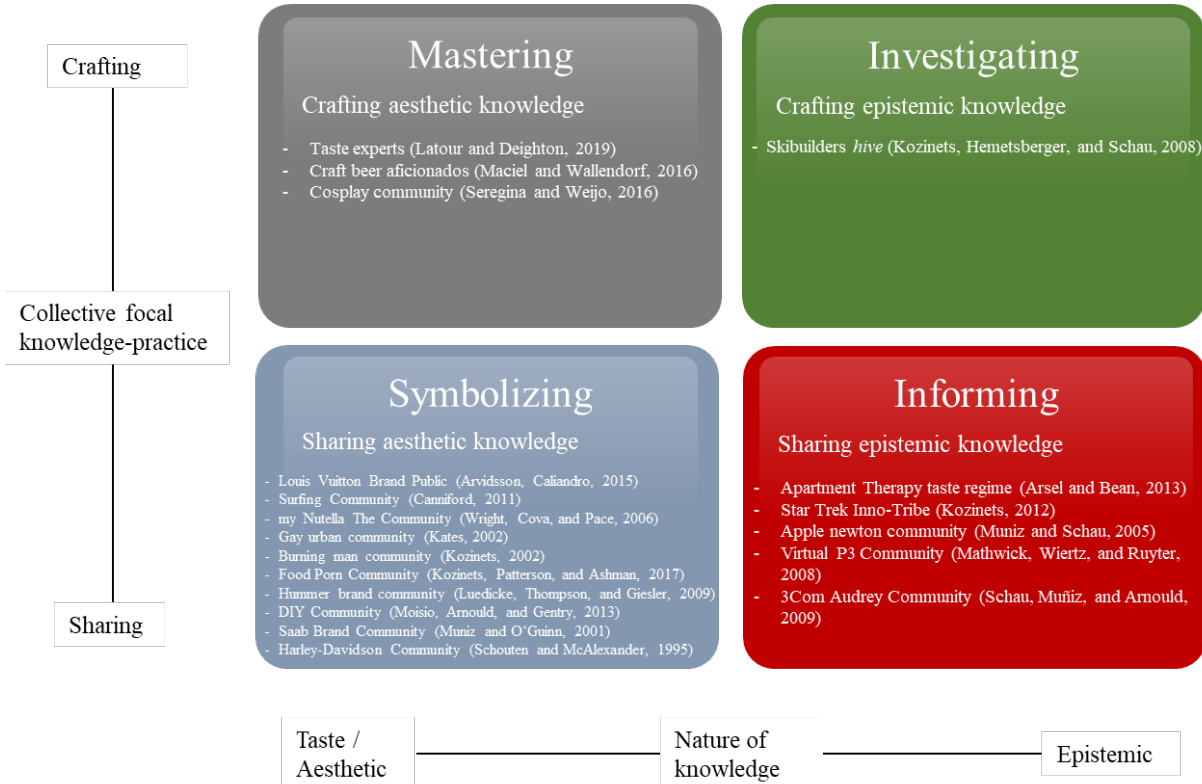 Crafting
Collective focal
knowledge-practice
Sharing
Mastering
Crafting aesthetic knowledge
- Taste experts (Latour and Deighton, 2019)
- Craft beer aficionados (Maciel and Wallendorf, 2016)
- Cosplay community (Seregina and Weijo, 2016)
Investigating
Crafting epistemic knowledge
- Skibuilders hive (Kozinets, Hemetsberger, and Schau, 2008)
Symbolizing
Sharing aesthetic knowledge
- Louis Vuitton Brand Public (Arvidsson, Caliandro, 2015)
- Surfing Community (Canniford, 2011)
- my Nutella The Community (Wright, Cova, and Pace, 2006)
- Gay urban community (Kates, 2002)
- Burning man community (Kozinets, 2002)
- Food Porn Community (Kozinets, Patterson, and Ashman, 2017)
- Hummer brand community (Luedicke, Thompson, and Giesler, 2009)
- DIY Community (Moisio, Arnould, and Gentry, 2013)
- Saab Brand Community (Muniz and O’Guinn, 2001)
- Harley-Davidson Community (Schouten and McAlexander, 1995)
Informing
Sharing epistemic knowledge
- Apartment Therapy taste regime (Arsel and Bean, 2013)
- Star Trek Inno-Tribe (Kozinets, 2012)
- Apple newton community (Muniz and Schau, 2005)
- Virtual P3 Community (Mathwick, Wiertz, and Ruyter,
2008)
- 3Com Audrey Community (Schau, Muñiz, and Arnould,
2009)
Taste /
Aesthetic
Nature of
knowledge
Epistemic